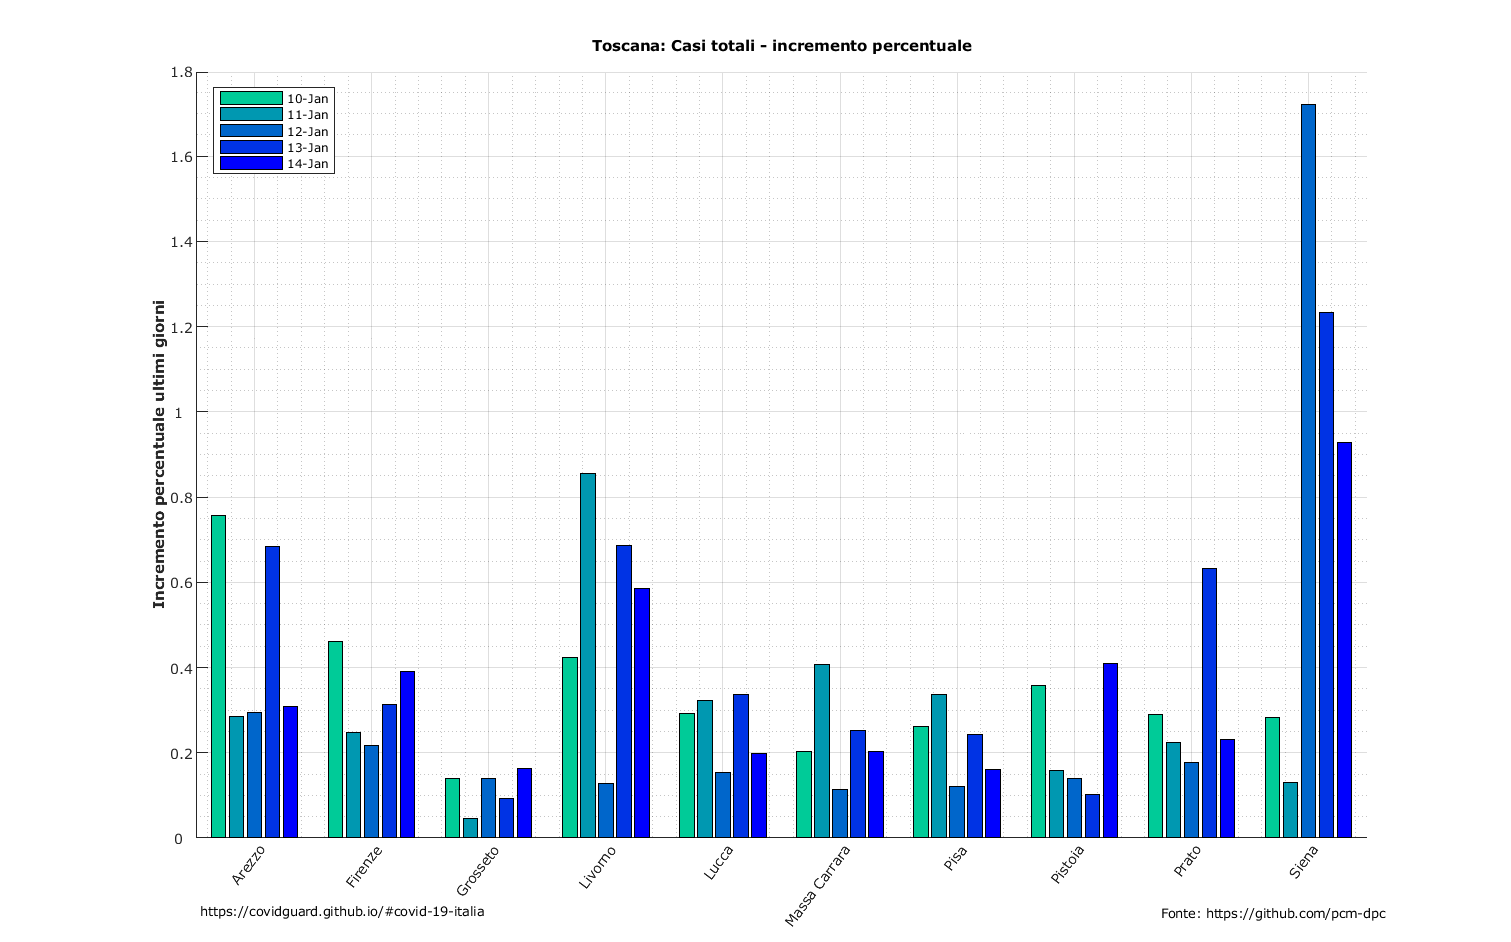 Toscana: Casi totali - incremento percentuale
Incremento percentuale ultimi giorni
1.8
1.6
1.4
1.2
1
0.8
0.6
0.4
0.2
0
10-Jan
11-Jan
12-Jan
13-Jan
14-Jan
Arezzo
Firenze
Grosseto
Livorno
Lucca
Massa Carrara
Pisa
Pistoia
Prato
Siena
https://covidguard.github.io/#covid-19-italia
Fonte: https://github.com/pcm-dpc